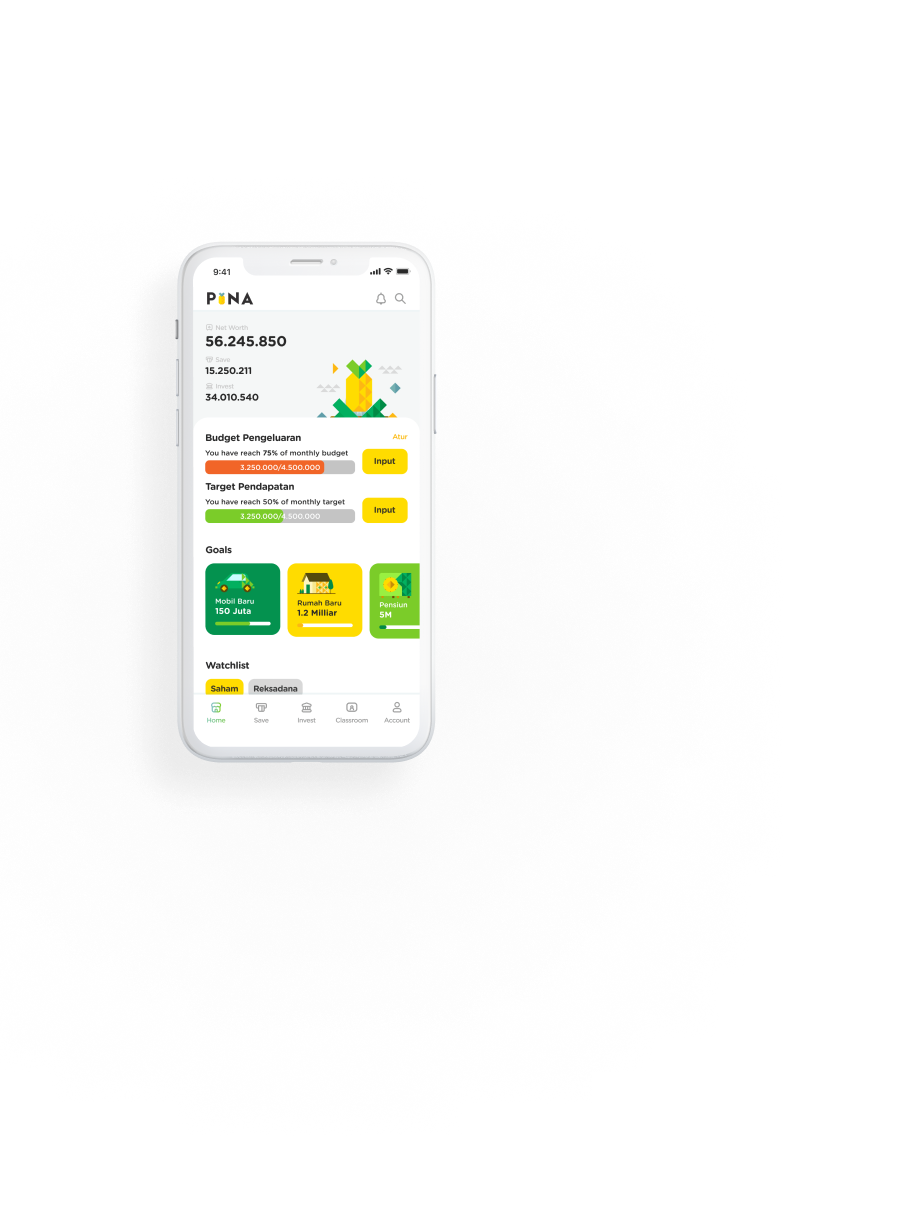 9:41
PINA
Net Worth
56.245.850
Save
15.250.211
Invest
34.010.540
Budget Pengeluaran
Atur
You have reach 75% of monthly budget
3.250.000/4.500.000
Input
Target Pendapatan
You have reach 50% of monthly target
3.250.000/4.500.000
Input
Goals
Mobil Baru
150 Juta
Rumah Baru
1.2 Milliar
Pensiun
5M
Watchlist
Saham
Reksadana
Home
Save
Invest
Classroom
Account